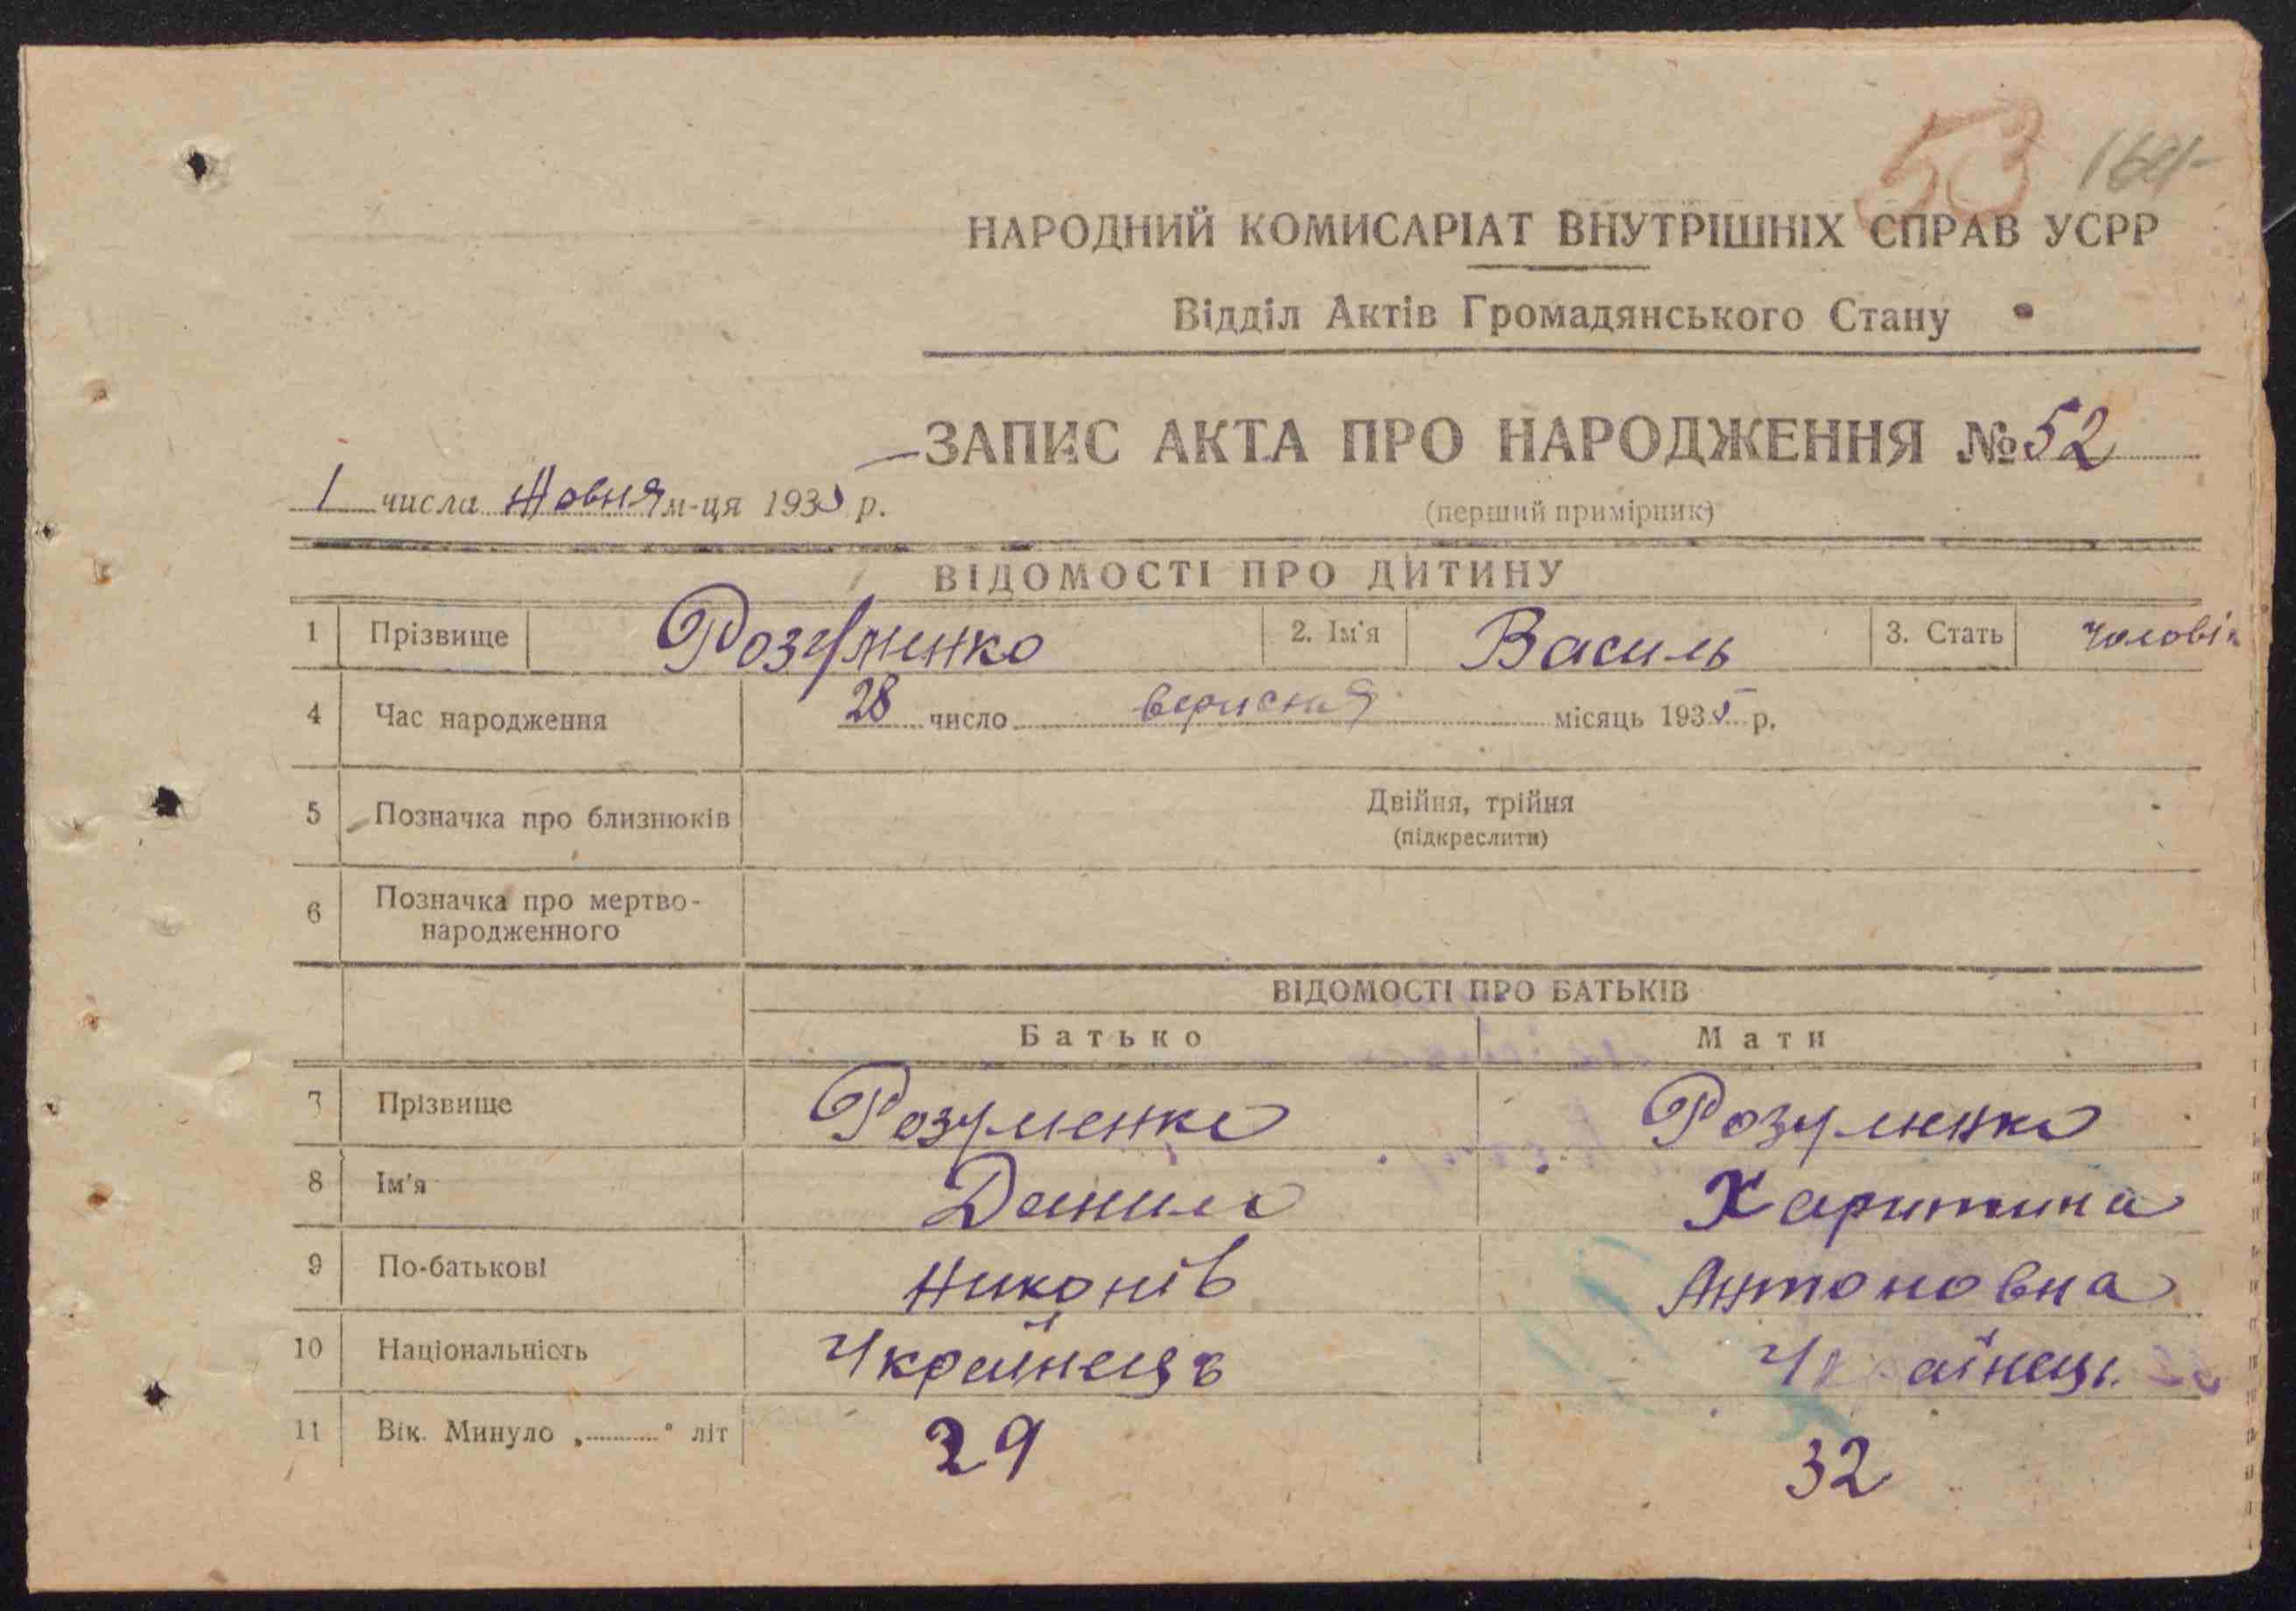 53 164
НАРОДНИЙ КОМИСАРІАТ ВНУТРІШНІХ СПРАВ УСРР
Відділ Актів Громадянського Стану
ЗАПИС АКТА ПРО НАРОДЖЕННЯ № 52
1 числа Жовня м-ця 1935 р.
(перший примірник)
ВІДОМОСТІ ПРО ДИТИНУ
1 Прізвище Розуменко 2. Ім'я Василь 3. Стать чоловік
4 Час народження 28 число вересня місяць 1935 р.
5 Позначка про близнюків Двійня, трійня
(підкреслити)
6 Позначка про мертво-
народженного
ВІДОМОСТІ ПРО БАТЬКІВ
Батько Мати
7 Прізвище Розуменко Розуменко
8 Ім'я Данило Харитина
9 По-батькові Никонів Антоновна
10 Національність Українець Українець
11 Вік. Минуло „............“ літ 29 32